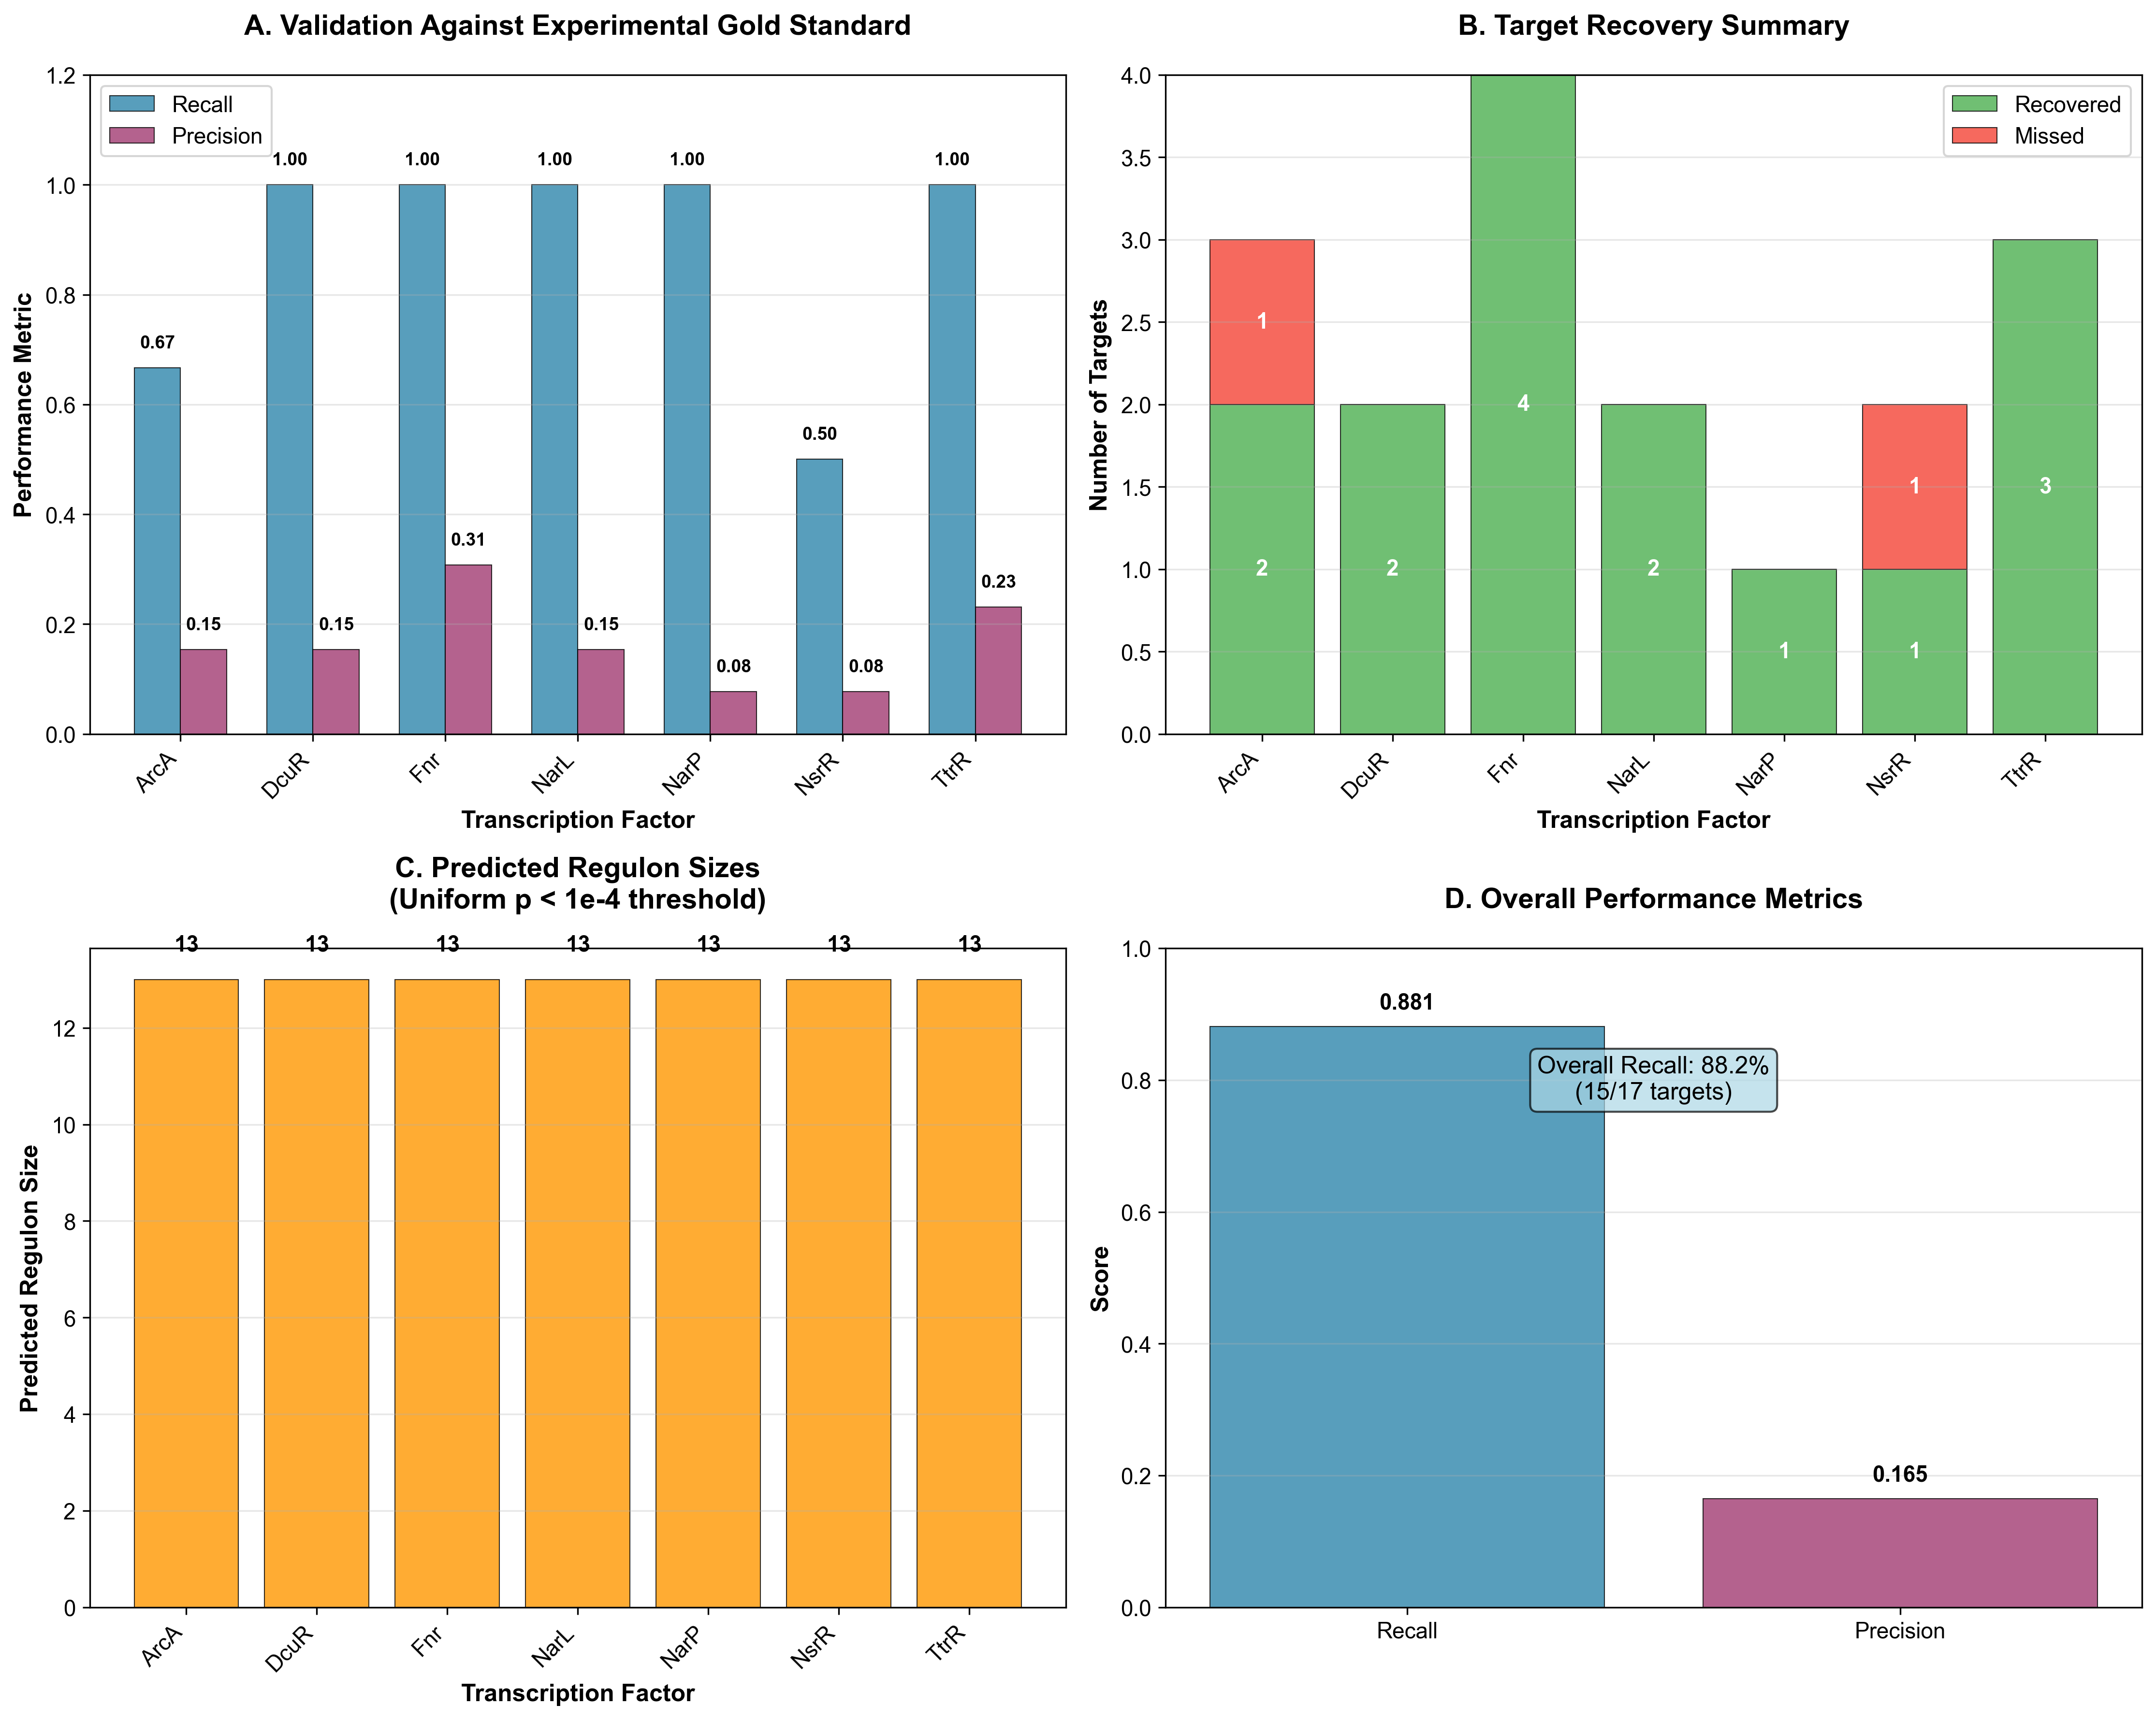 A. Validation Against Experimental Gold Standard
Performance Metric
1.2
1.0
0.8
0.6
0.4
0.2
0.0
Recall
Precision
0.67
0.15
1.00
0.15
1.00
0.31
1.00
0.15
1.00
0.08
0.50
0.08
1.00
0.23
ArcA
DcuR
Fnr
NarL
NarP
NsrR
TtrR
Transcription Factor
B. Target Recovery Summary
Number of Targets
4.0
3.5
3.0
2.5
2.0
1.5
1.0
0.5
0.0
Recovered
Missed
1
2
2
4
2
1
1
1
3
ArcA
DcuR
Fnr
NarL
NarP
NsrR
TtrR
Transcription Factor
C. Predicted Regulon Sizes
(Uniform p < 1e-4 threshold)
Predicted Regulon Size
12
10
8
6
4
2
0
13
13
13
13
13
13
13
ArcA
DcuR
Fnr
NarL
NarP
NsrR
TtrR
Transcription Factor
D. Overall Performance Metrics
Score
1.0
0.8
0.6
0.4
0.2
0.0
0.881
Overall Recall: 88.2%
(15/17 targets)
0.165
Recall
Precision